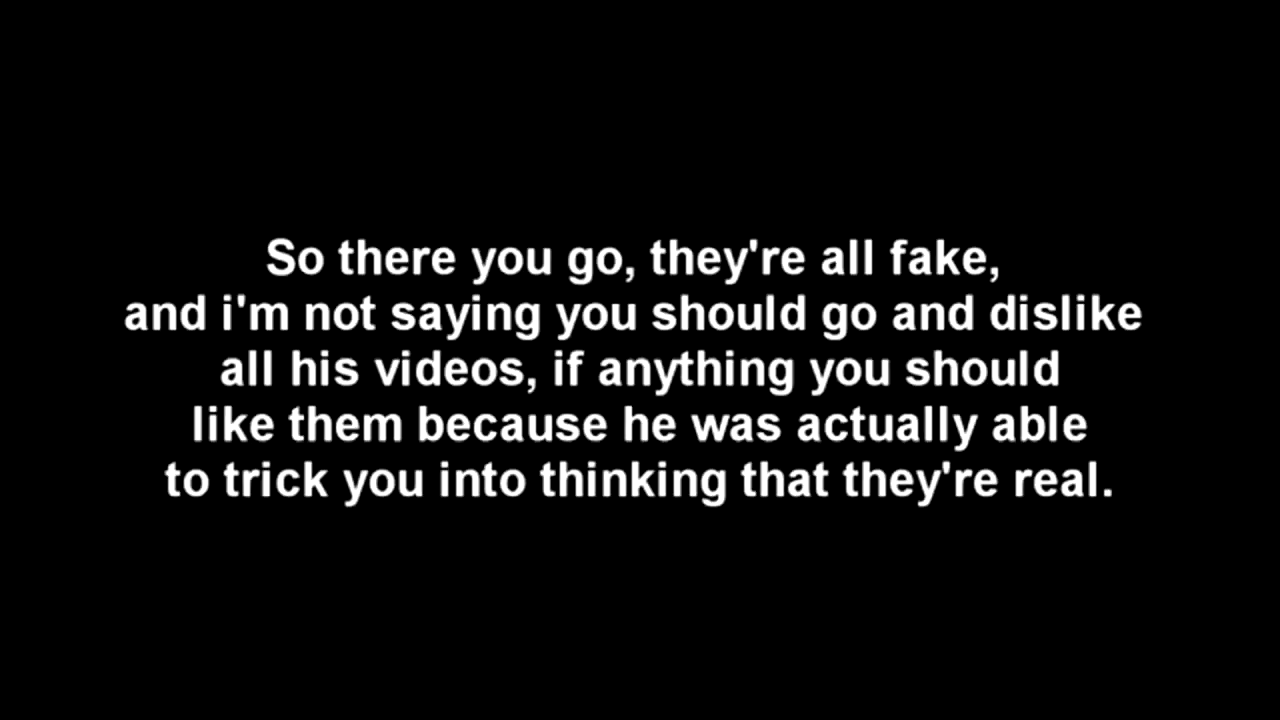 So there you go, they're all fake,
and i'm not saying you should go and dislike
all his videos, if anything you should
like them because he was actually able
to trick you into thinking that they're real.